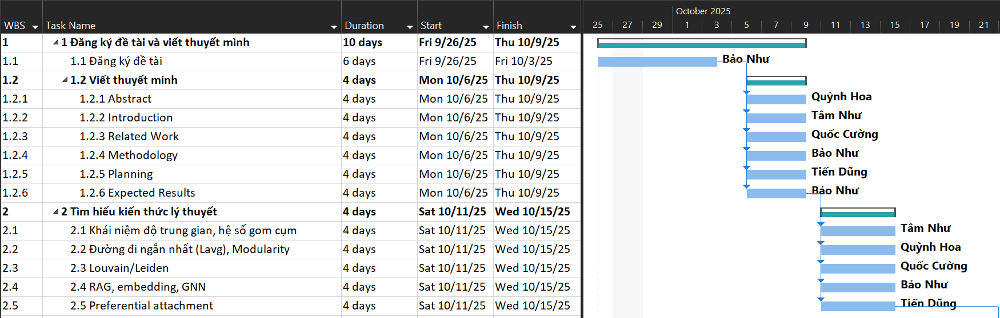 October 2025
WBS Task Name Duration Start Finish 25 27 29 1 3 5 7 9 11 13 15 17 19 21
1 1 Đăng ký đề tài và viết thuyết mình 10 days Fri 9/26/25 Thu 10/9/25
1.1 1.1 Đăng ký đề tài 6 days Fri 9/26/25 Fri 10/3/25 Bảo Như
1.2 1.2 Viết thuyết minh 4 days Mon 10/6/25 Thu 10/9/25
1.2.1 1.2.1 Abstract 4 days Mon 10/6/25 Thu 10/9/25 Quỳnh Hoa
1.2.2 1.2.2 Introduction 4 days Mon 10/6/25 Thu 10/9/25 Tâm Như
1.2.3 1.2.3 Related Work 4 days Mon 10/6/25 Thu 10/9/25 Quốc Cường
1.2.4 1.2.4 Methodology 4 days Mon 10/6/25 Thu 10/9/25 Bảo Như
1.2.5 1.2.5 Planning 4 days Mon 10/6/25 Thu 10/9/25 Tiến Dũng
1.2.6 1.2.6 Expected Results 4 days Mon 10/6/25 Thu 10/9/25 Bảo Như
2 2 Tìm hiểu kiến thức lý thuyết 4 days Sat 10/11/25 Wed 10/15/25
2.1 2.1 Khái niệm độ trung gian, hệ số gom cụm 4 days Sat 10/11/25 Wed 10/15/25 Tâm Như
2.2 2.2 Đường đi ngắn nhất (Lavg), Modularity 4 days Sat 10/11/25 Wed 10/15/25 Quỳnh Hoa
2.3 2.3 Louvain/Leiden 4 days Sat 10/11/25 Wed 10/15/25 Quốc Cường
2.4 2.4 RAG, embedding, GNN 4 days Sat 10/11/25 Wed 10/15/25 Bảo Như
2.5 2.5 Preferential attachment 4 days Sat 10/11/25 Wed 10/15/25 Tiến Dũng